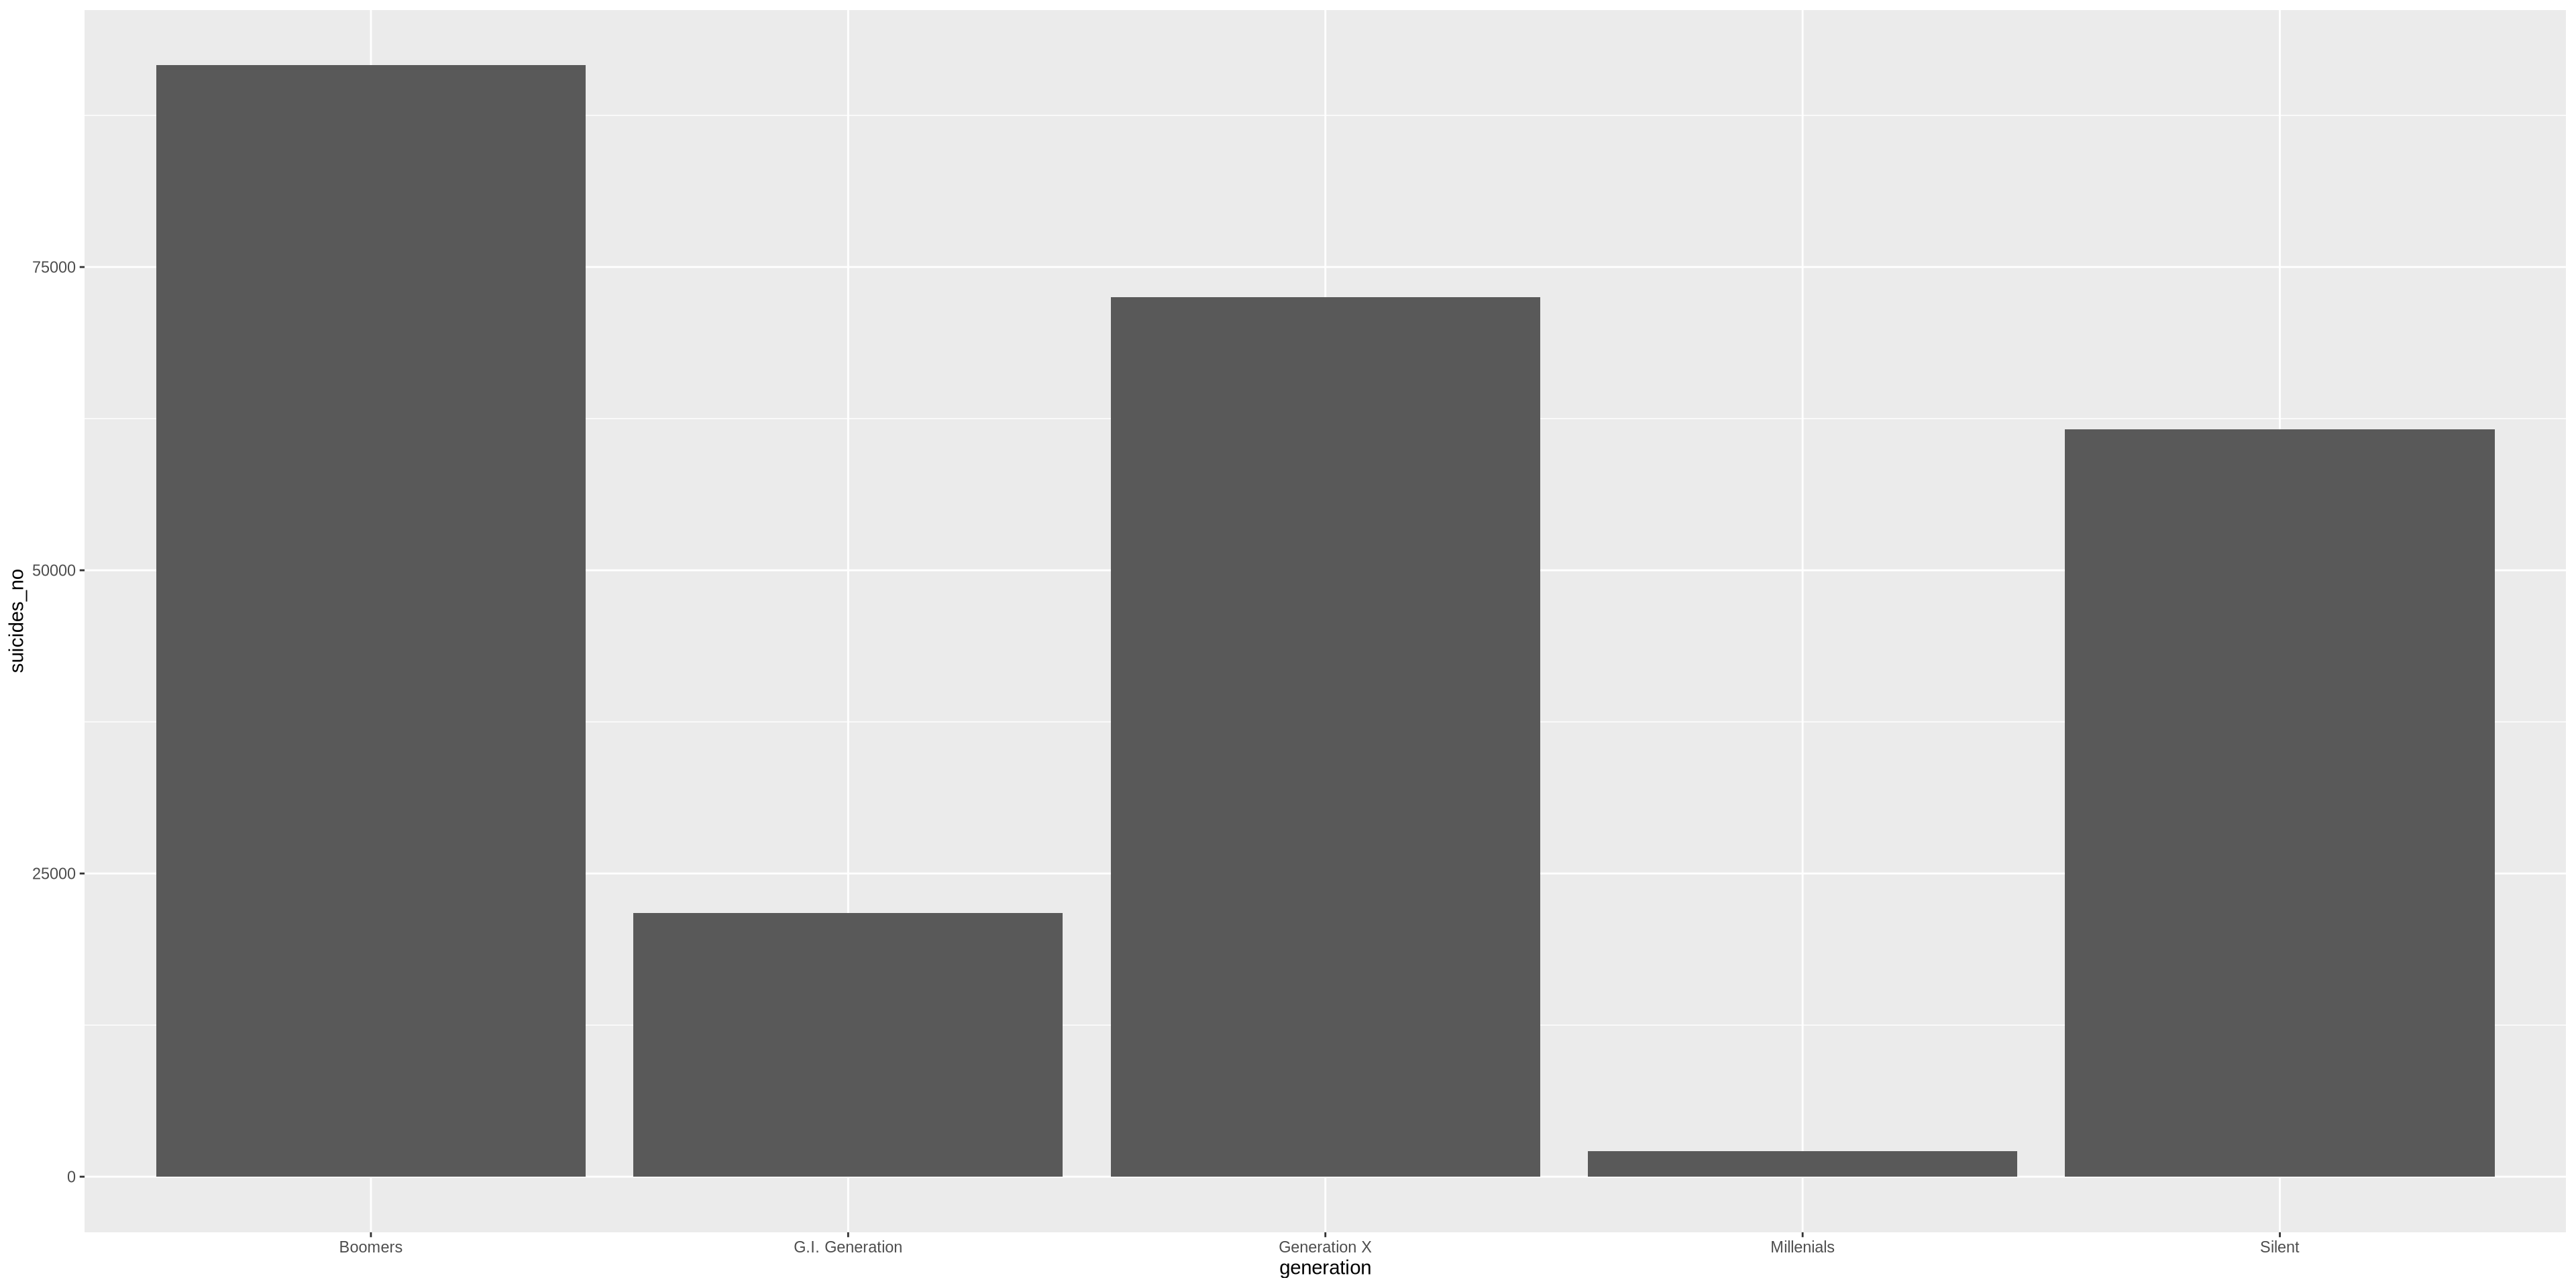 suicides_no
75000
50000
25000
0
Boomers G.I. Generation Generation X Millenials Silent
generation